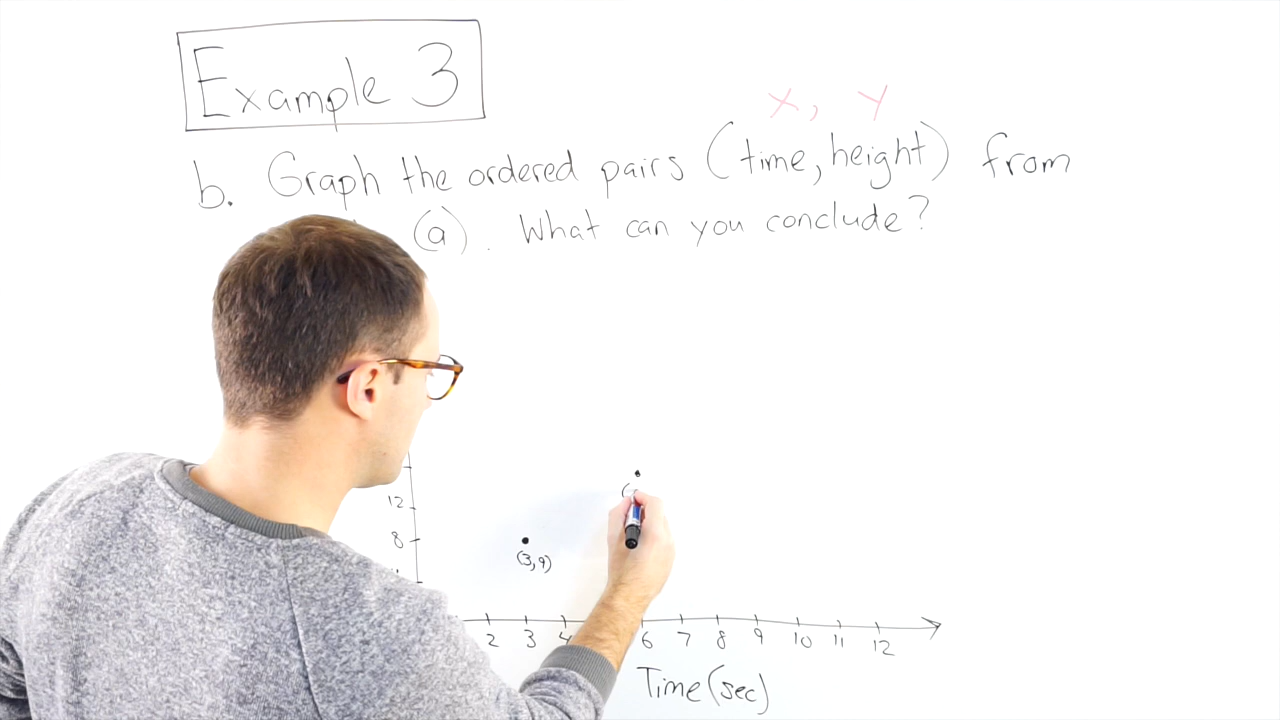 Example 3
x, y
b. Graph the ordered pairs (time, height) from
(a). What can you conclude?
12
8
(3,9)
(
2 3 4 6 7 8 9 10 11 12
Time (sec)